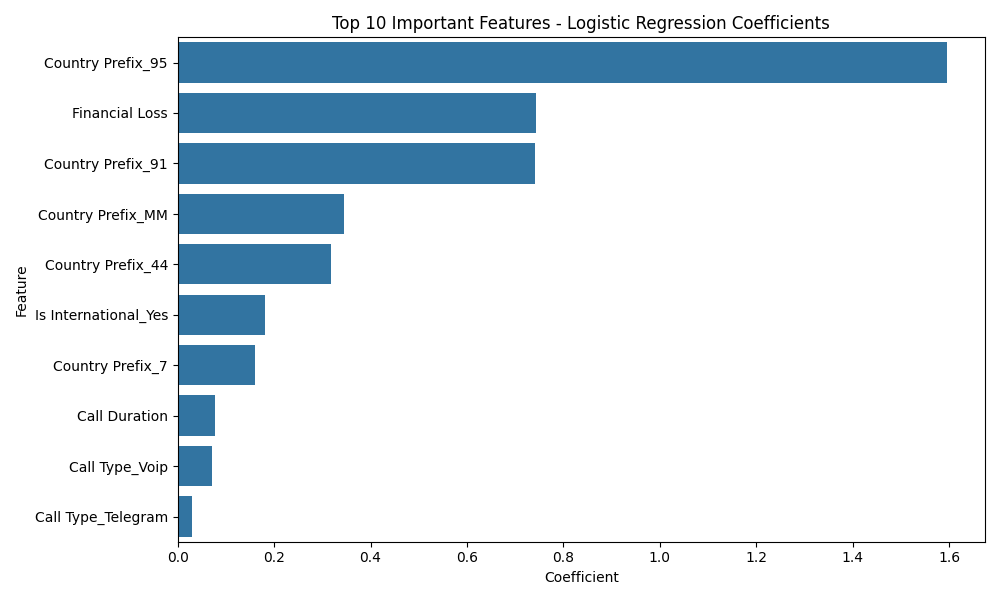 Top 10 Important Features - Logistic Regression Coefficients
Country Prefix_95
Financial Loss
Country Prefix_91
Country Prefix_MM
Country Prefix_44
Is International_Yes
Country Prefix_7
Call Duration
Call Type_Voip
Call Type_Telegram
Feature
0.0 0.2 0.4 0.6 0.8 1.0 1.2 1.4 1.6
Coefficient